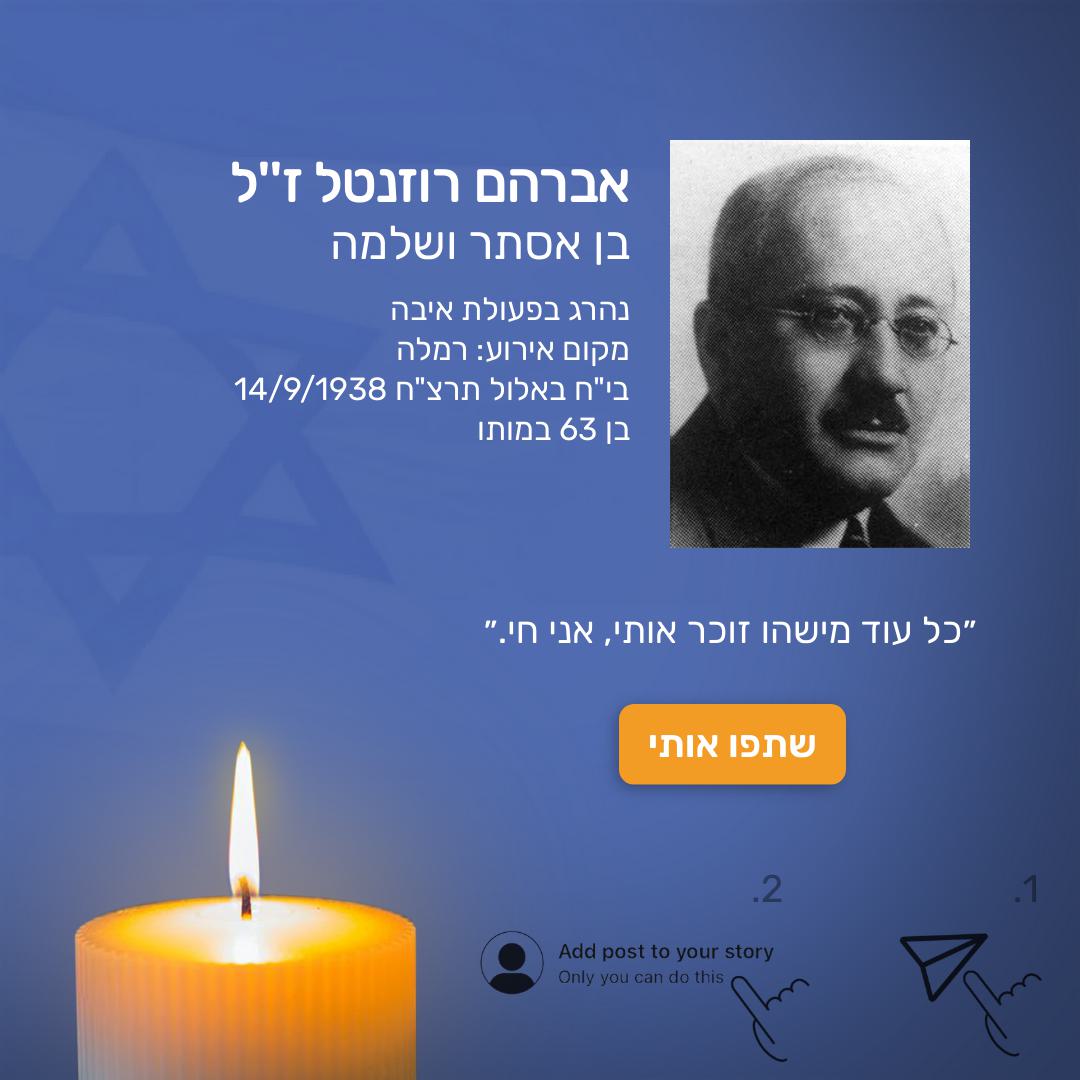 אברהם רוזנטל ז''ל
בן אסתר ושלמה
נהרג בפעולת איבה
מקום אירוע: רמלה
בי"ח באלול תרצ"ח 14/9/1938
בן 63 במותו
״כל עוד מישהו זוכר אותי, אני חי.״
שתפו אותי
.1
.2
Add post to your story
Only you can do this